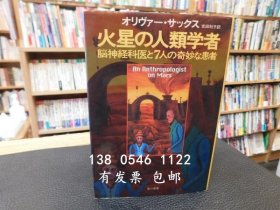 オリヴァー・サックス
吉田利子訳
火星の人類学者
脳神経科医と7人の奇妙な患者
An Anthropologist
on Mars
138 0546 1122
有发票 包邮